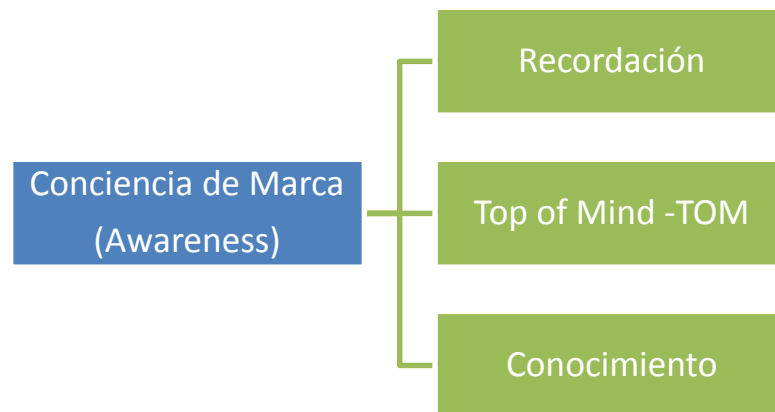 Recordación
Conciencia de Marca
(Awareness)
Top of Mind -TOM
Conocimiento